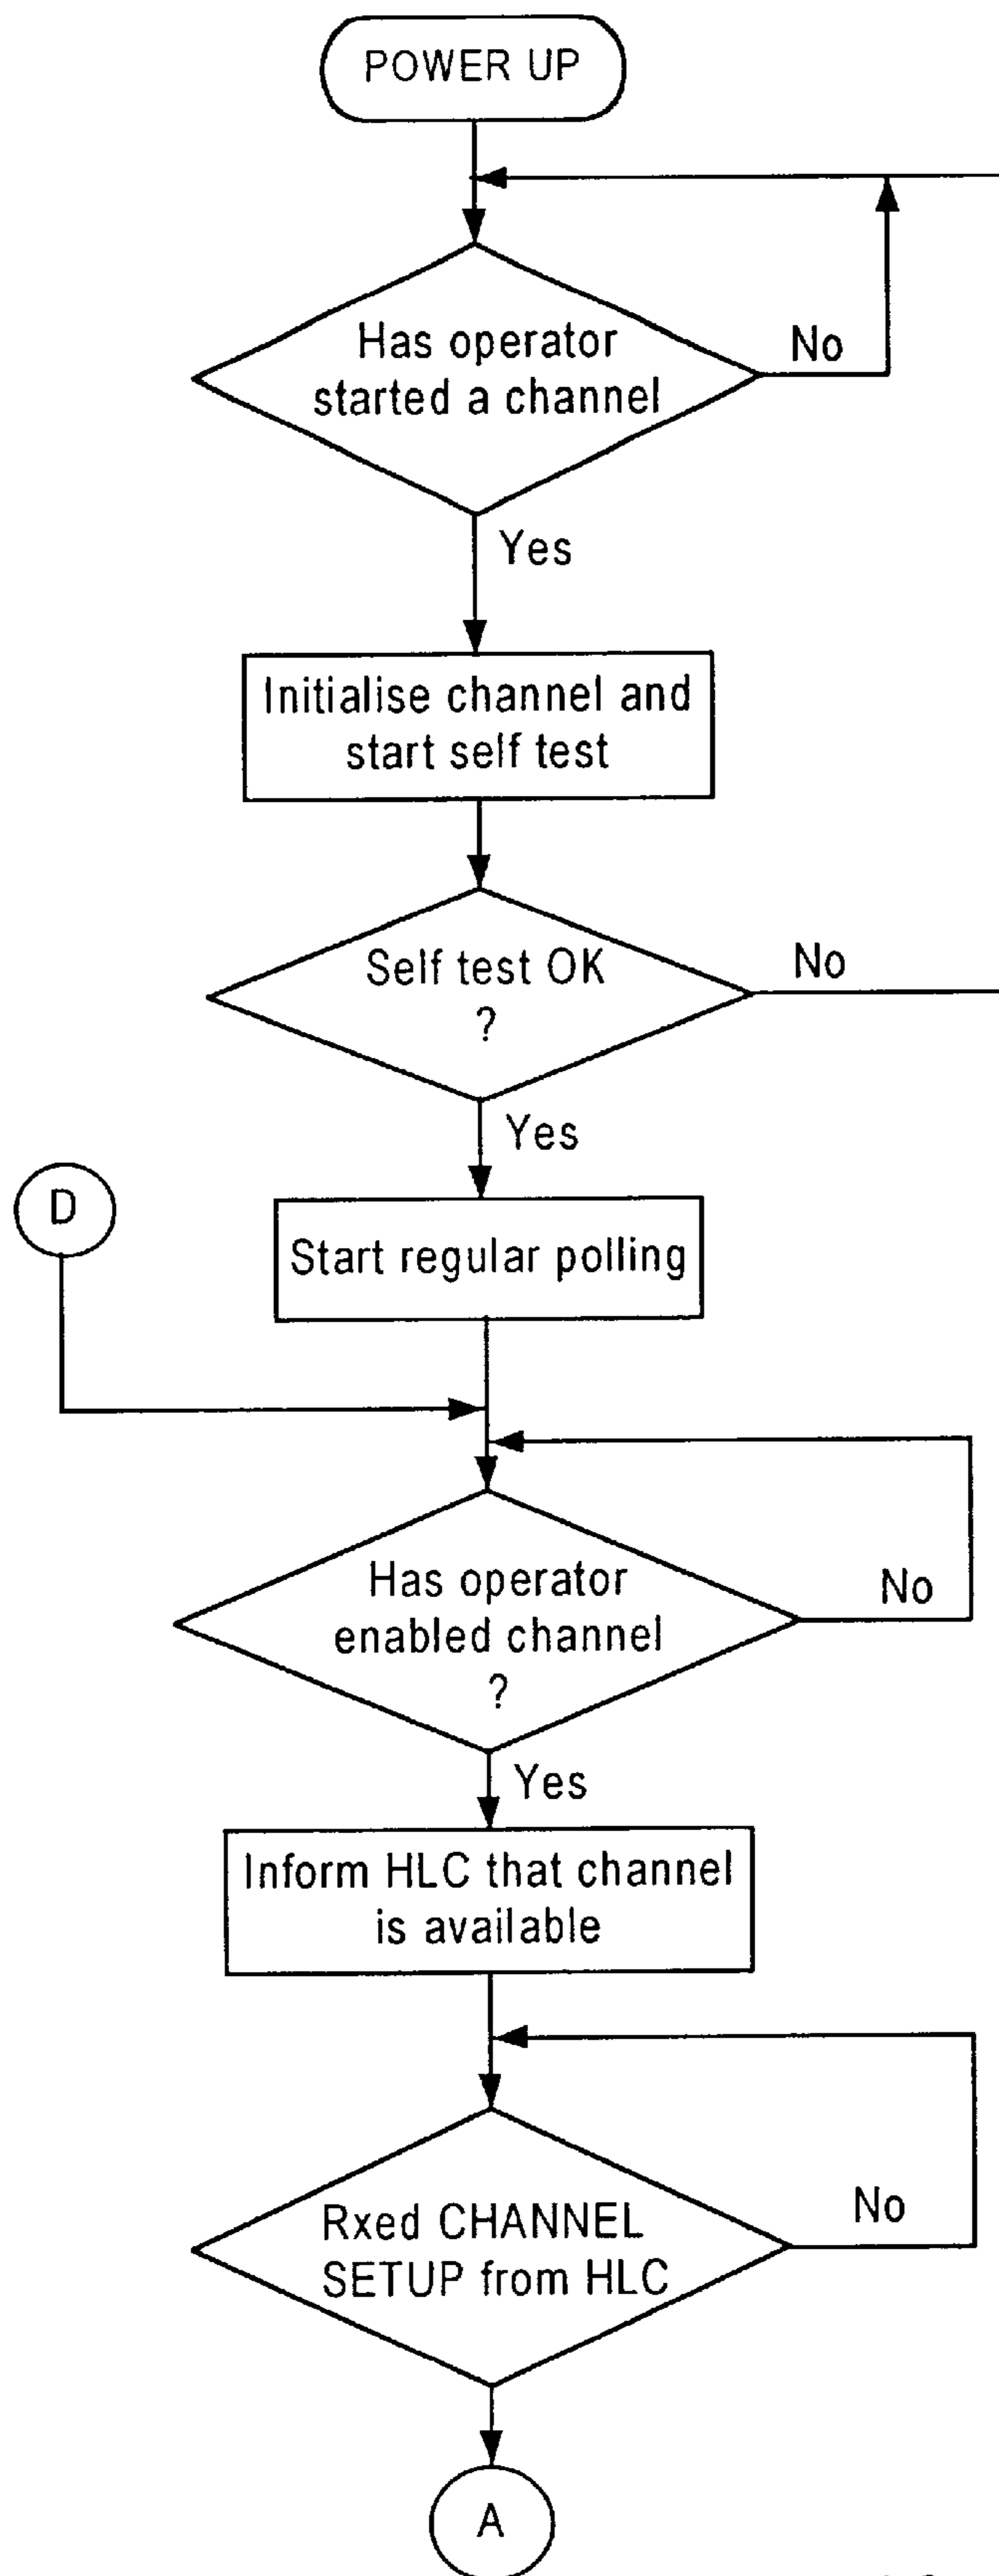 POWER UP
Has operator
started a channel
No
Yes
Initialise channel and
start self test
Self test OK
?
No
Yes
D
Start regular polling
Has operator
enabled channel
?
No
Yes
Inform HLC that channel
is available
Rxed CHANNEL
SETUP from HLC
No
A